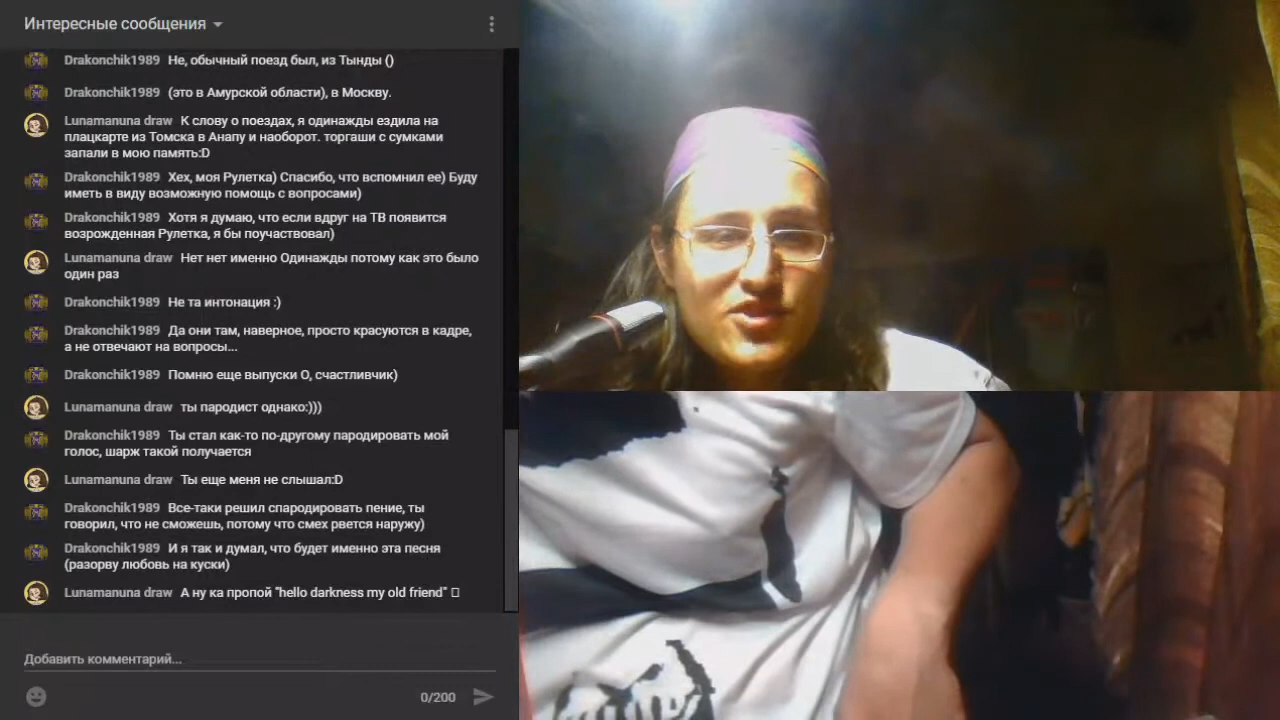 Интересные сообщения
Drakonchik1989 Не, обычный поезд был, из Тынды ()
Drakonchik1989 (это в Амурской области), в Москву.
Lunamanuna draw К слову о поездах, я одинажды ездила на
плацкарте из Томска в Анапу и наоборот. торгаши с сумками
запали в мою память:D
Drakonchik1989 Хех, моя Рулетка) Спасибо, что вспомнил ее) Буду
иметь в виду возможную помощь с вопросами)
Drakonchik1989 Хотя я думаю, что если вдруг на ТВ появится
возрожденная Рулетка, я бы поучаствовал)
Lunamanuna draw Нет нет именно Одинажды потому как это было
один раз
Drakonchik1989 Не та интонация :)
Drakonchik1989 Да они там, наверное, просто красуются в кадре,
а не отвечают на вопросы...
Drakonchik1989 Помню еще выпуски О, счастливчик)
Lunamanuna draw ты пародист однако:)))
Drakonchik1989 Ты стал как-то по-другому пародировать мой
голос, шарж такой получается
Lunamanuna draw Ты еще меня не слышал:D
Drakonchik1989 Все-таки решил спародировать пение, ты
говорил, что не сможешь, потому что смех рвется наружу)
Drakonchik1989 И я так и думал, что будет именно эта песня
(разорву любовь на куски)
Lunamanuna draw А ну ка пропой "hello darkness my old friend"
Добавить комментарий...
0/200